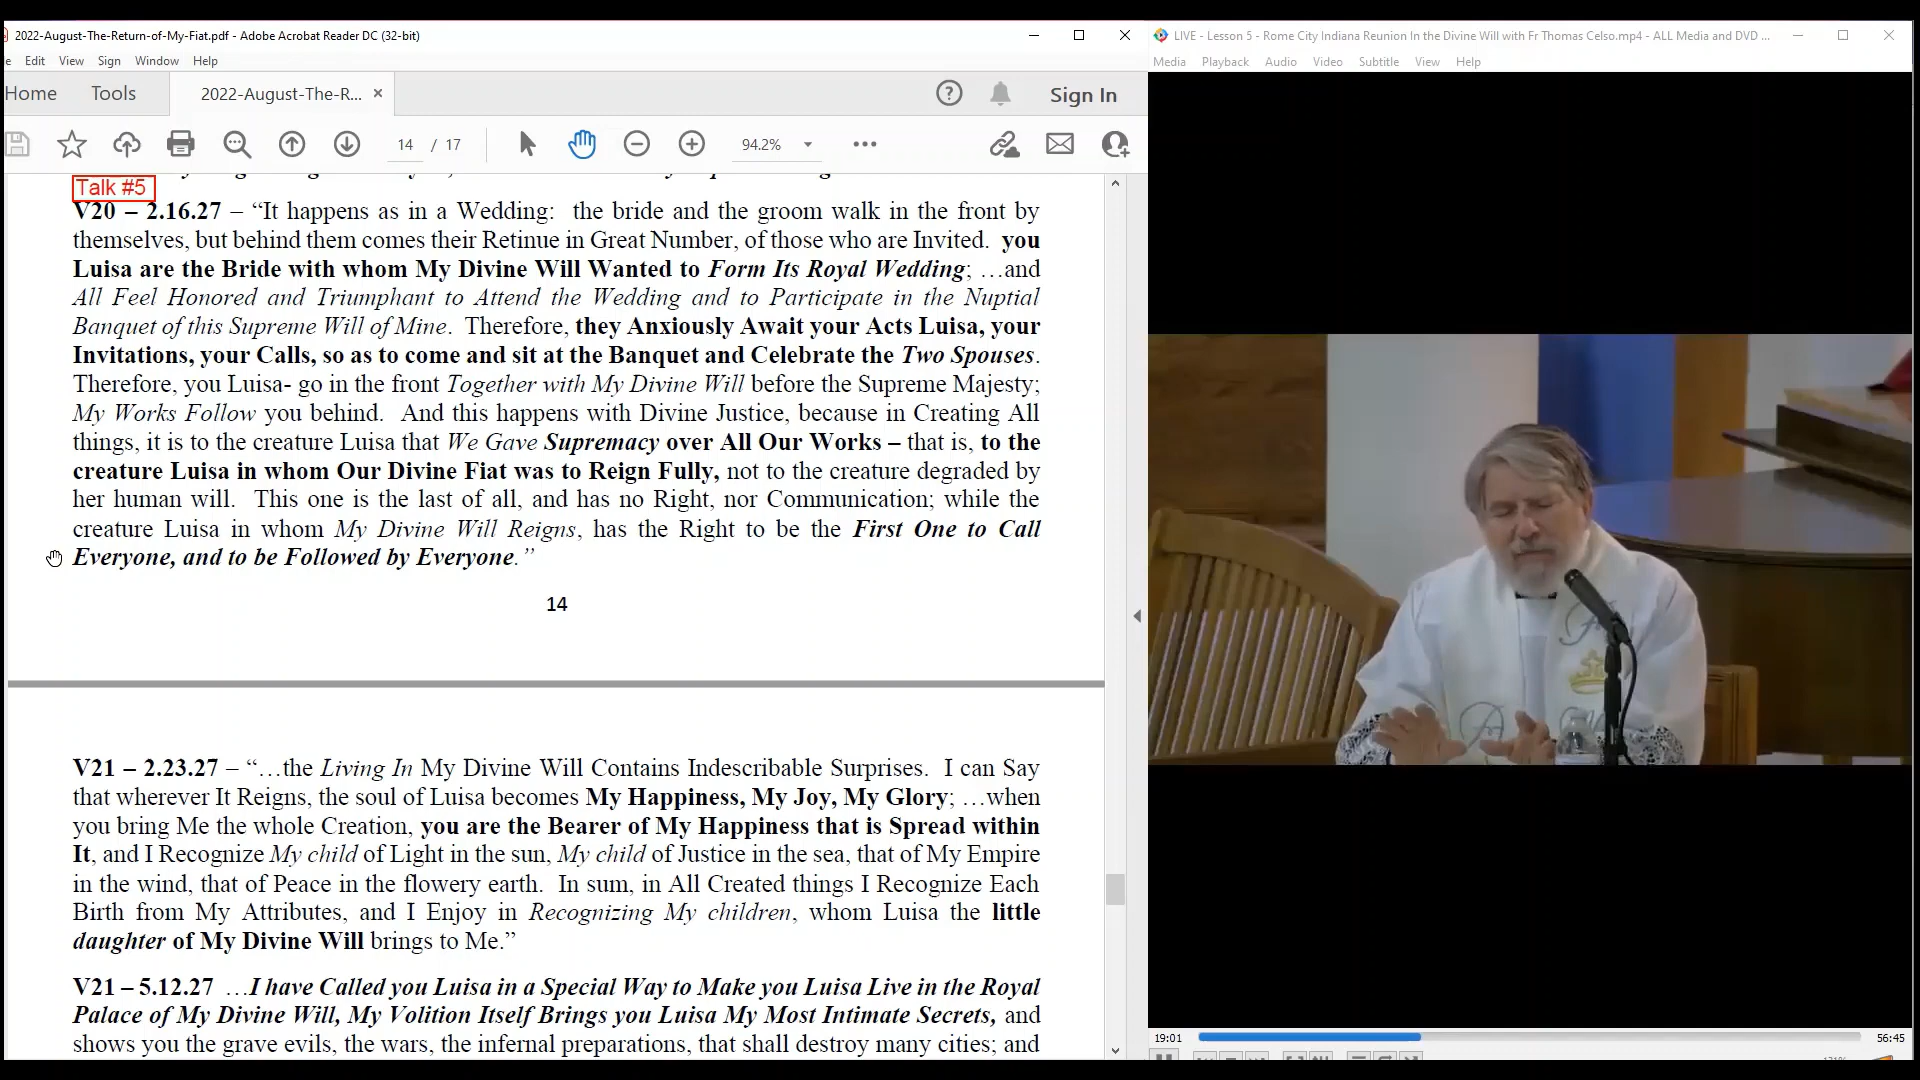 2022-August-The-Return-of-My-Fiat.pdf - Adobe Acrobat Reader DC (32-bit)
Edit View Sign Window Help
Home Tools 2022-August-The-R... × Sign In
14 / 17 94.2%
Talk #5
V20 – 2.16.27 – “It happens as in a Wedding: the bride and the groom walk in the front by
themselves, but behind them comes their Retinue in Great Number, of those who are Invited. you
Luisa are the Bride with whom My Divine Will Wanted to Form Its Royal Wedding; …and
All Feel Honored and Triumphant to Attend the Wedding and to Participate in the Nuptial
Banquet of this Supreme Will of Mine. Therefore, they Anxiously Await your Acts Luisa, your
Invitations, your Calls, so as to come and sit at the Banquet and Celebrate the Two Spouses.
Therefore, you Luisa- go in the front Together with My Divine Will before the Supreme Majesty;
My Works Follow you behind. And this happens with Divine Justice, because in Creating All
things, it is to the creature Luisa that We Gave Supremacy over All Our Works – that is, to the
creature Luisa in whom Our Divine Fiat was to Reign Fully, not to the creature degraded by
her human will. This one is the last of all, and has no Right, nor Communication; while the
creature Luisa in whom My Divine Will Reigns, has the Right to be the First One to Call
Everyone, and to be Followed by Everyone.”
14
V21 – 2.23.27 – “…the Living In My Divine Will Contains Indescribable Surprises. I can Say
that wherever It Reigns, the soul of Luisa becomes My Happiness, My Joy, My Glory; …when
you bring Me the whole Creation, you are the Bearer of My Happiness that is Spread within
It, and I Recognize My child of Light in the sun, My child of Justice in the sea, that of My Empire
in the wind, that of Peace in the flowery earth. In sum, in All Created things I Recognize Each
Birth from My Attributes, and I Enjoy in Recognizing My children, whom Luisa the little
daughter of My Divine Will brings to Me.”
V21 – 5.12.27 …I have Called you Luisa in a Special Way to Make you Luisa Live in the Royal
Palace of My Divine Will, My Volition Itself Brings you Luisa My Most Intimate Secrets, and
shows you the grave evils, the wars, the infernal preparations, that shall destroy many cities; and
LIVE - Lesson 5 - Rome City Indiana Reunion In the Divine Will with Fr Thomas Celso.mp4 - ALL Media and DVD ...
Media Playback Audio Video Subtitle View Help
19:01 56:45